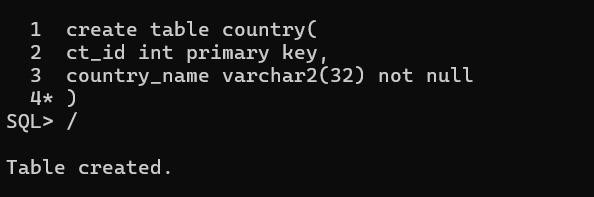 1  create table country(
2  ct_id int primary key,
3  country_name varchar2(32) not null
4* )
SQL> /
Table created.